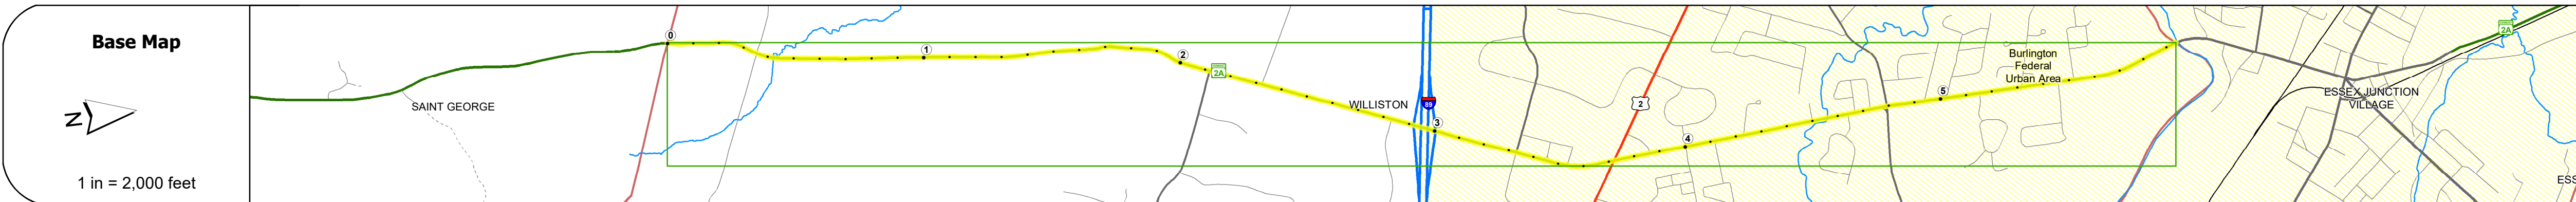 Base Map
N
1 in = 2,000 feet
SAINT GEORGE
0
1
2
2A
WILLISTON
89
3
2
4
5
Burlington
Federal
Urban Area
ESSEX JUNCTION
VILLAGE
2A
ESS